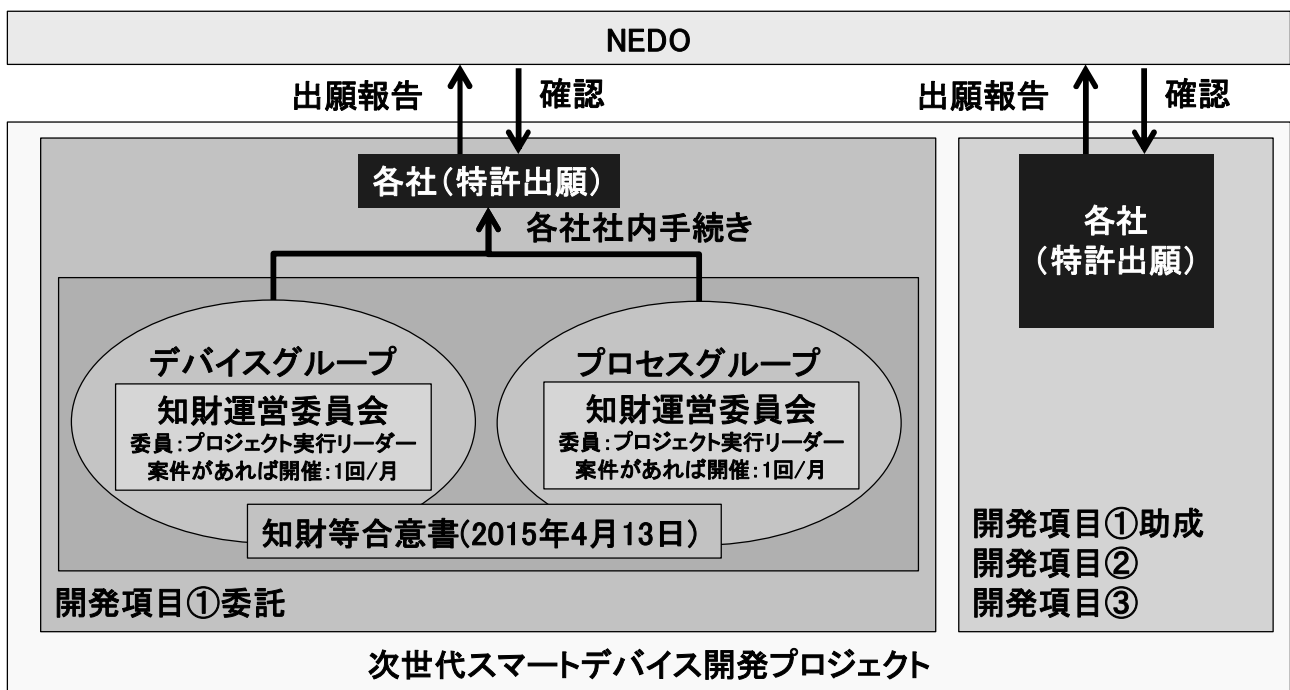 NEDO
出願報告
確認
出願報告
確認
各社(特許出願)
各社社内手続き
各社
(特許出願)
デバイスグループ
知財運営委員会
委員:プロジェクト実行リーダー
案件があれば開催:1回/月
プロセスグループ
知財運営委員会
委員:プロジェクト実行リーダー
案件があれば開催:1回/月
知財等合意書(2015年4月13日)
開発項目①委託
開発項目①助成
開発項目②
開発項目③
次世代スマートデバイス開発プロジェクト